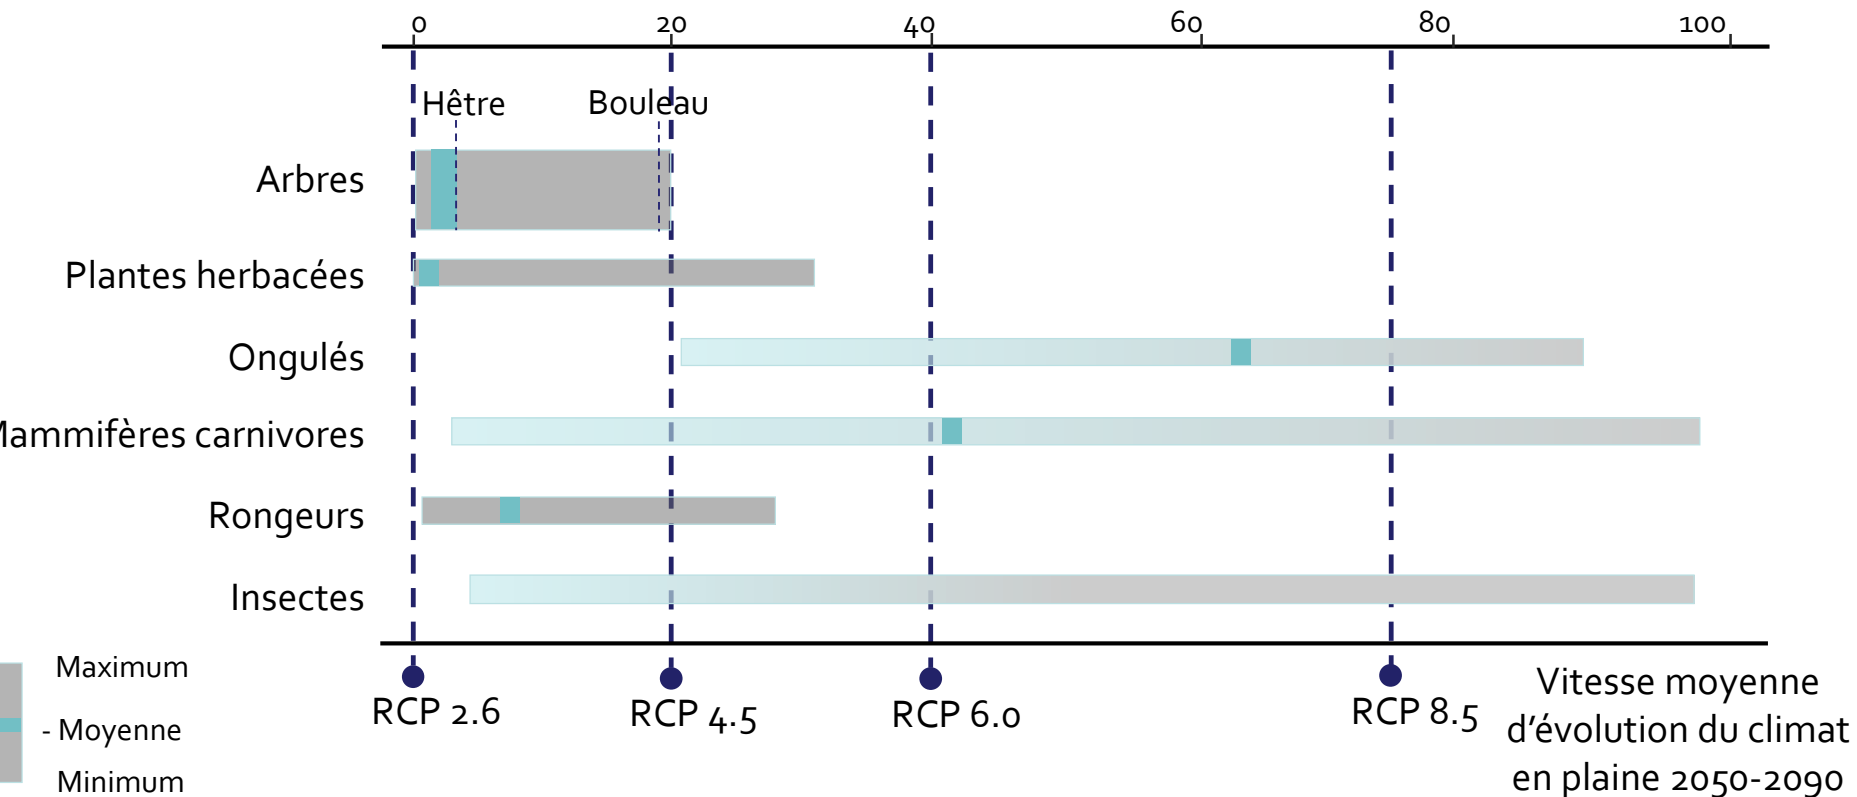 0 20 40 60 80 100
Hêtre Bouleau
Arbres
Plantes herbacées
Ongulés
Mammifères carnivores
Rongeurs
Insectes
Maximum
- Moyenne
Minimum
RCP 2.6 RCP 4.5 RCP 6.0 RCP 8.5
Vitesse moyenne
d'évolution du climat
en plaine 2050-2090